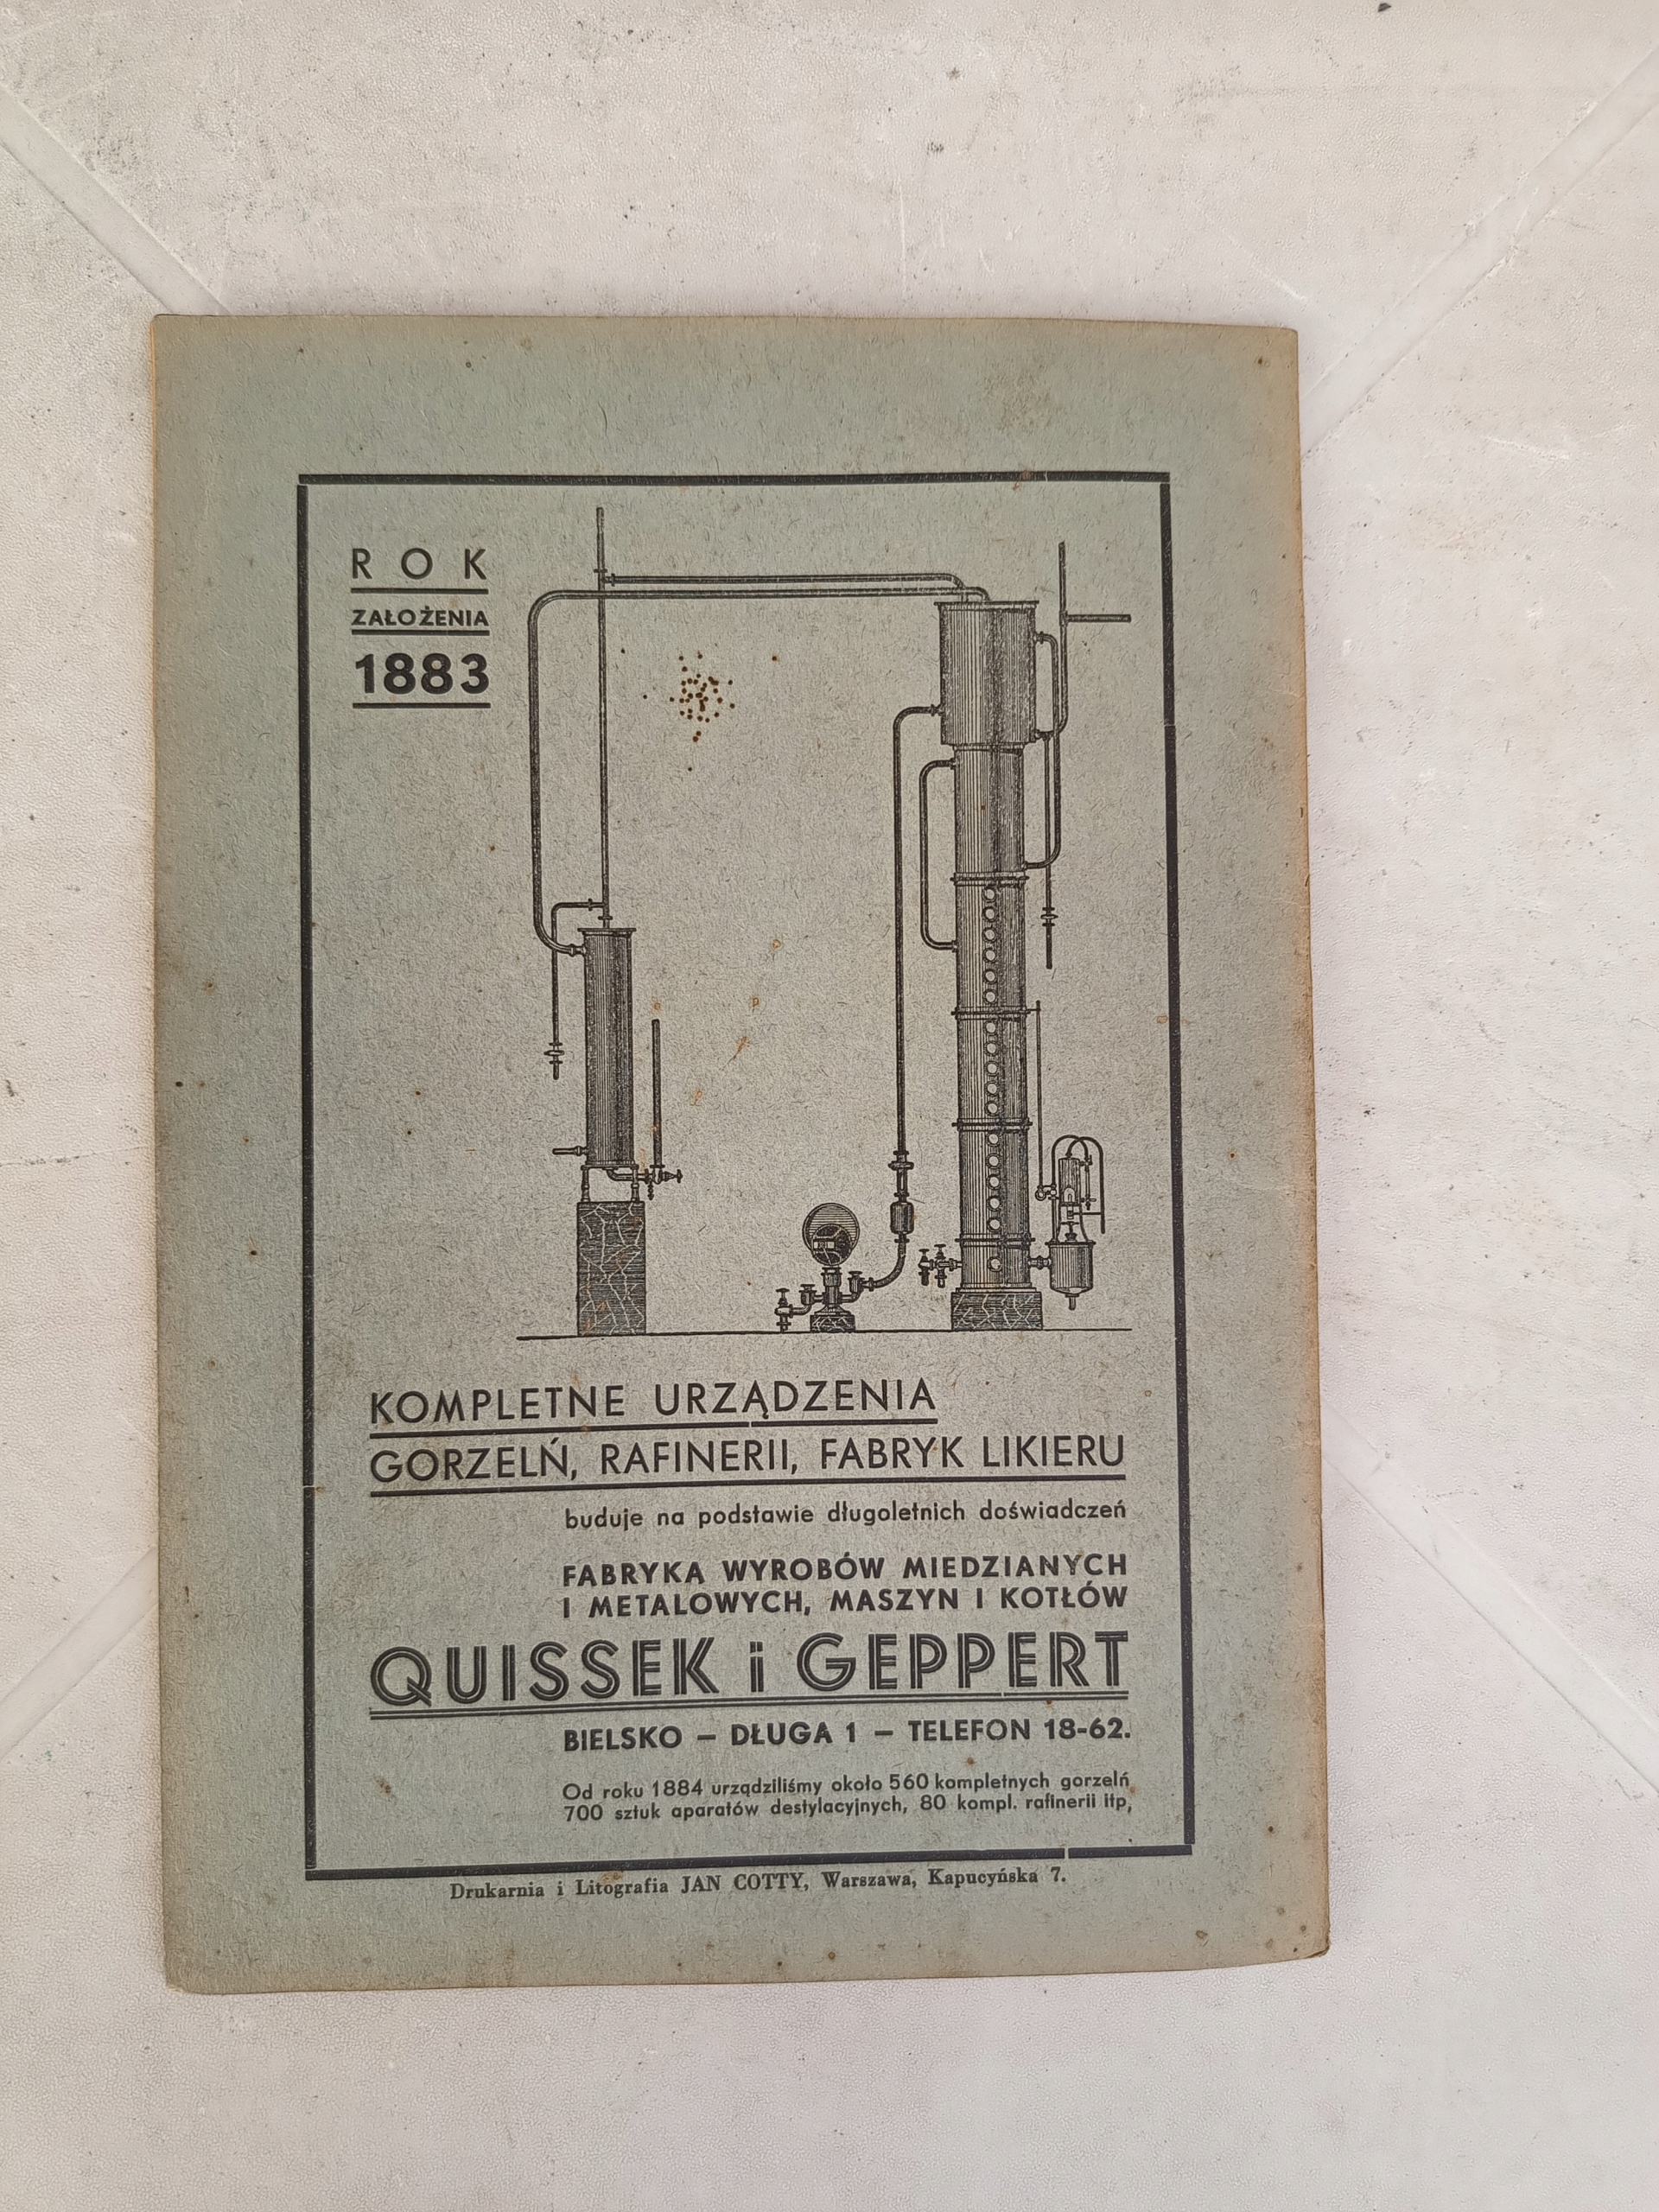 ROK
ZAŁOŻENIA
1883
KOMPLETNE URZĄDZENIA
GORZELŃ, RAFINERII, FABRYK LIKIERU
buduje na podstawie długoletnich doświadczeń
FABRYKA WYROBÓW MIEDZIANYCH
I METALOWYCH, MASZYN I KOTŁÓW
QUISSEK i GEPPERT
BIELSKO – DŁUGA 1 – TELEFON 18-62.
Od roku 1884 urządziliśmy około 560 kompletnych gorzelń,
700 sztuk aparatów destylacyjnych, 80 kompl. rafinerii itp,
Drukarnia i Litografia JAN COTTY, Warszawa, Kapucyńska 7.